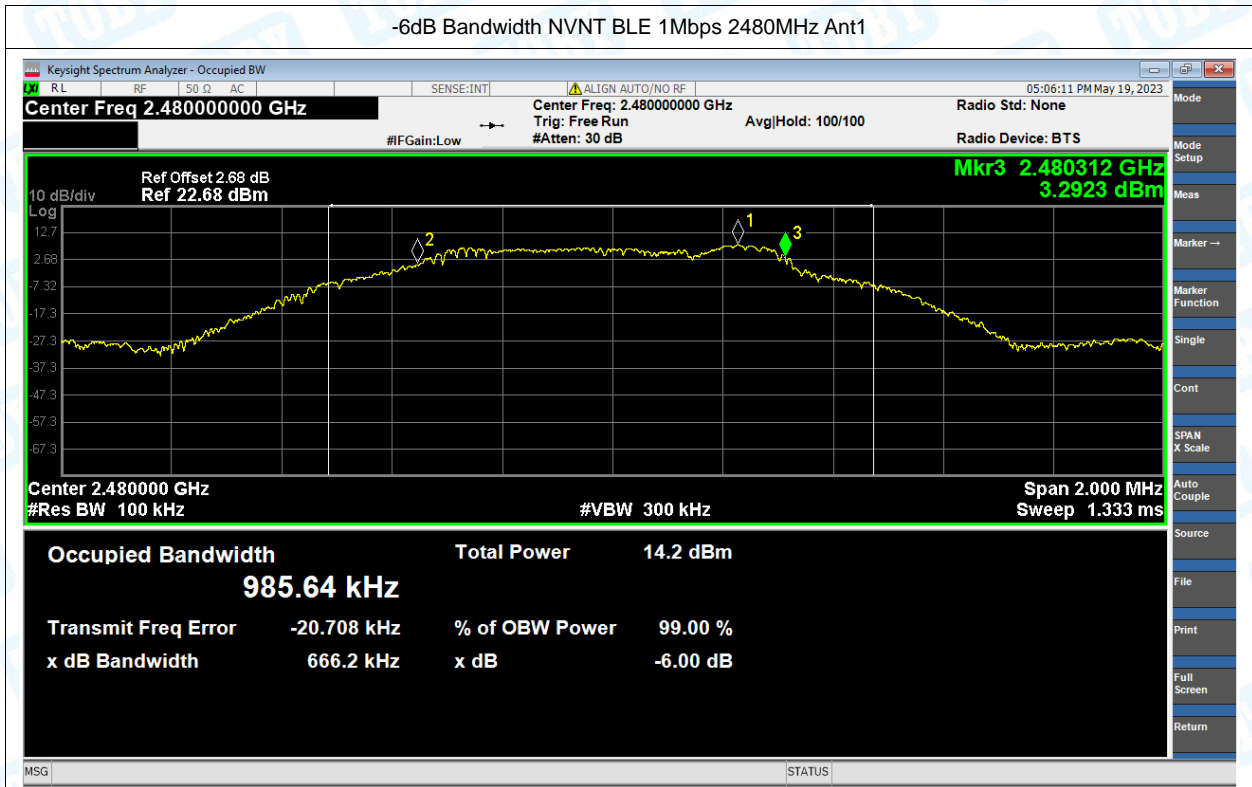 -6dB Bandwidth NVNT BLE 1Mbps 2480MHz Ant1
Keysight Spectrum Analyzer - Occupied BW
LXI RL RF 50 Ω AC SENSE:INT ALIGN AUTO/NO RF 05:06:11 PM May 19, 2023
Center Freq 2.480000000 GHz
Center Freq: 2.480000000 GHz Radio Std: None
Trig: Free Run Avg|Hold: 100/100
#IFGain:Low #Atten: 30 dB Radio Device: BTS
Mkr3 2.480312 GHz
3.2923 dBm
Ref Offset 2.68 dB
10 dB/div Ref 22.68 dBm
Log
12.7
2.68
-7.32
-17.3
-27.3
-37.3
-47.3
-57.3
-67.3
2
1
3
Center 2.480000 GHz Span 2.000 MHz
#Res BW 100 kHz #VBW 300 kHz Sweep 1.333 ms
Occupied Bandwidth Total Power 14.2 dBm
985.64 kHz
Transmit Freq Error -20.708 kHz % of OBW Power 99.00 %
x dB Bandwidth 666.2 kHz x dB -6.00 dB
MSG STATUS
Mode
Mode
Setup
Meas
Marker→
Marker
Function
Single
Cont
SPAN
X Scale
Auto
Couple
Source
File
Print
Full
Screen
Return
TOBY